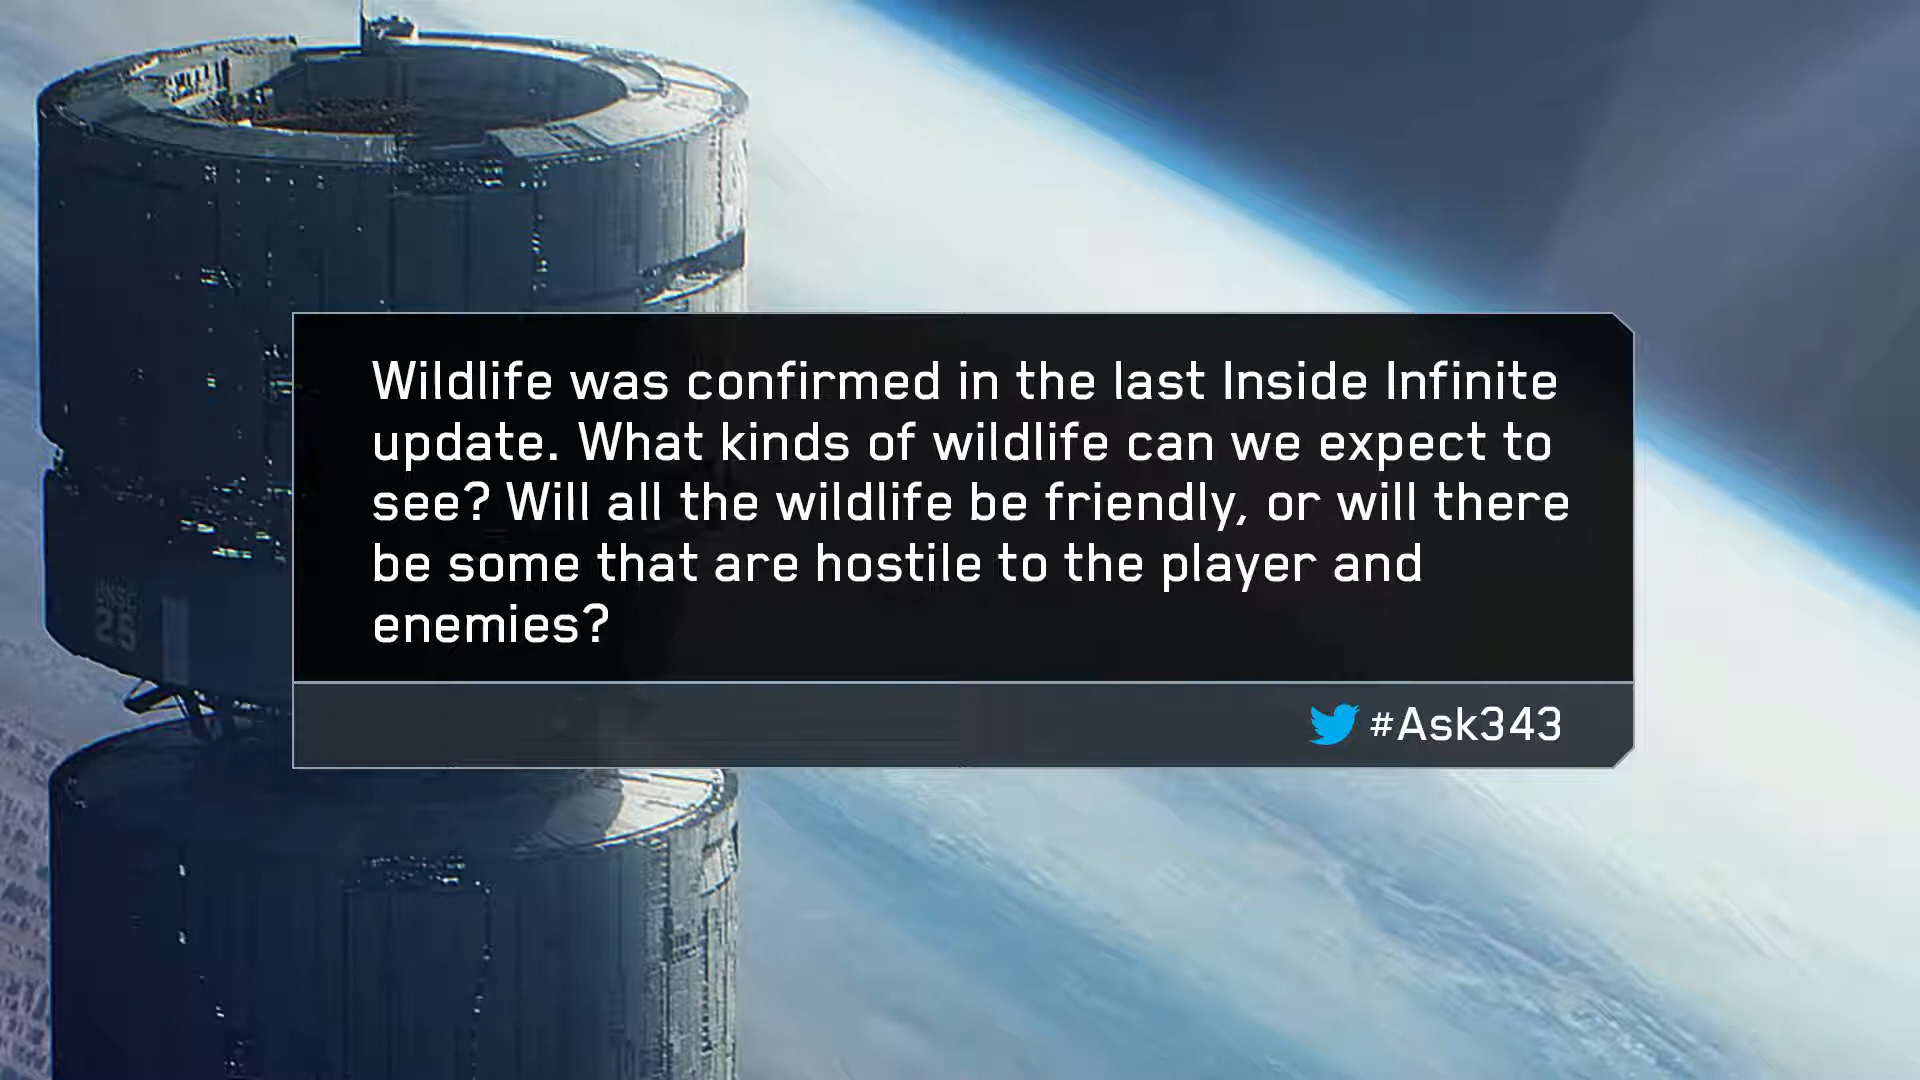 Wildlife was confirmed in the last Inside Infinite
update. What kinds of wildlife can we expect to
see? Will all the wildlife be friendly, or will there
be some that are hostile to the player and
enemies?
UNSC
25
#Ask343